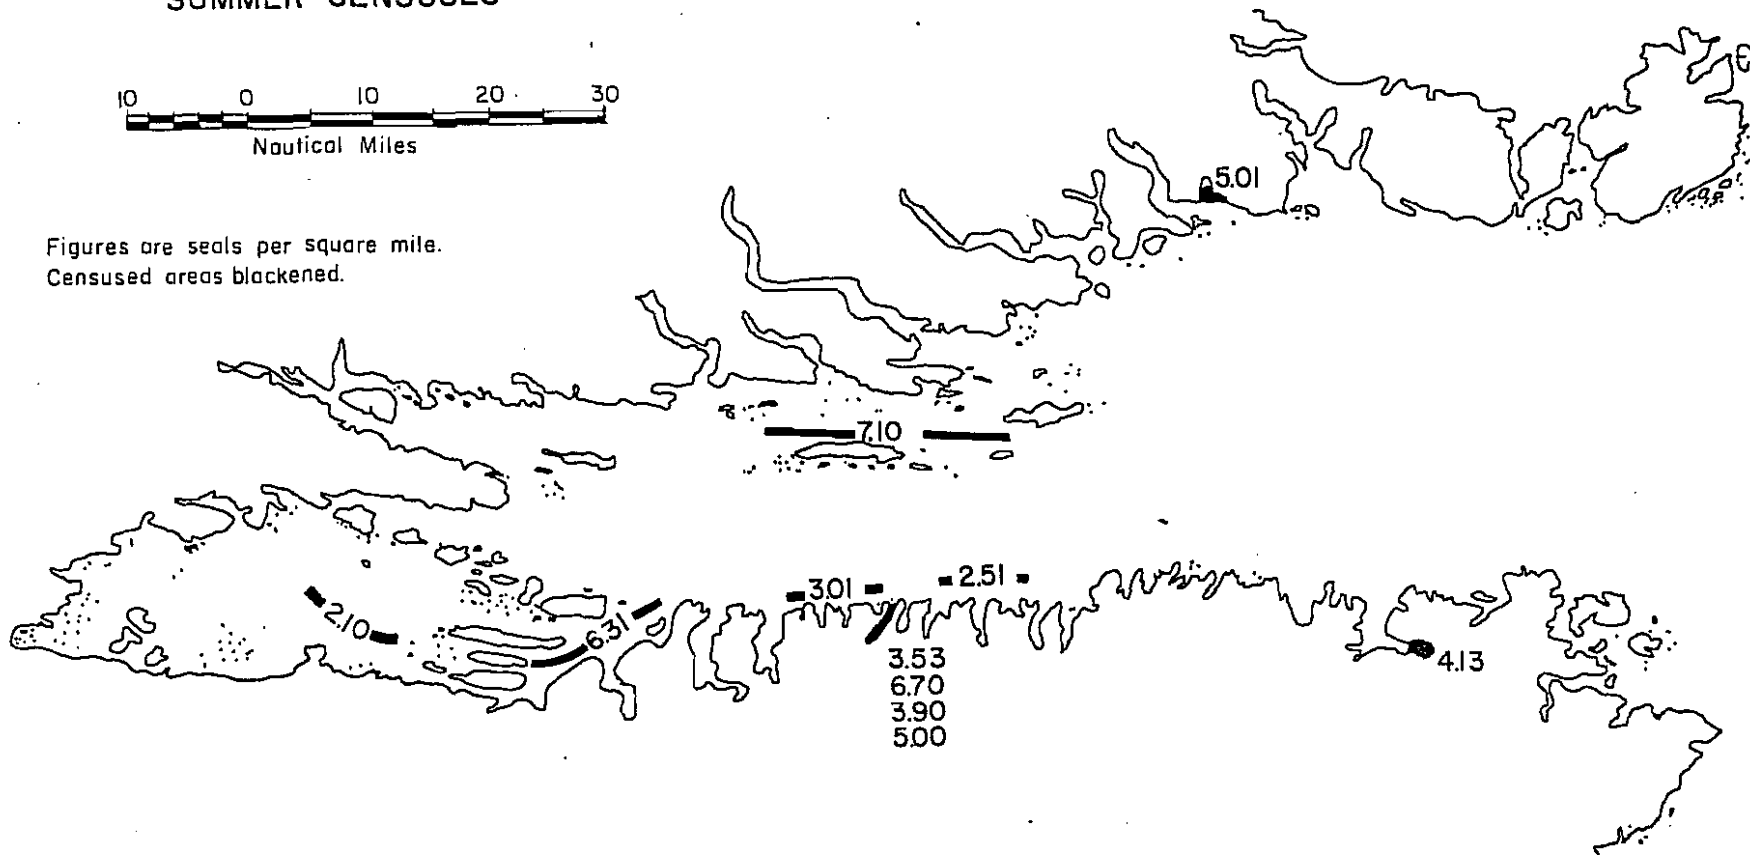 SUMMER CENSUSES
10 0 10 20 30
Nautical Miles
5.01
Figures are seals per square mile.
Censused areas blackened.
7.10
3.01
2.51
2.10
6.31
3.53
4.13
6.70
3.90
5.00